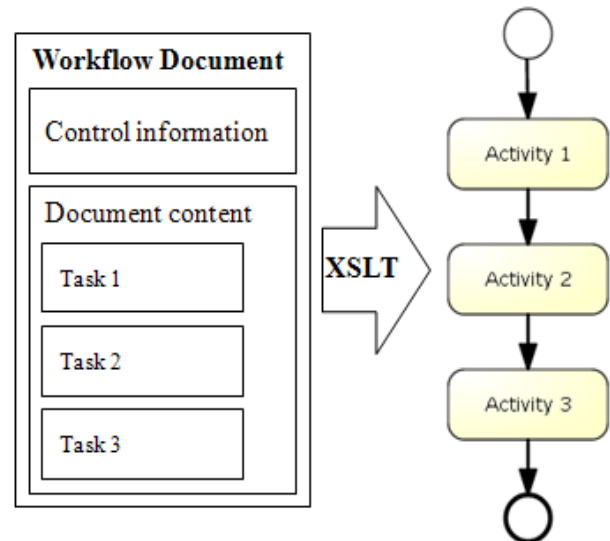 Workflow Document
Control information
Document content
Task 1
Task 2
Task 3
XSLT
Activity 1
Activity 2
Activity 3